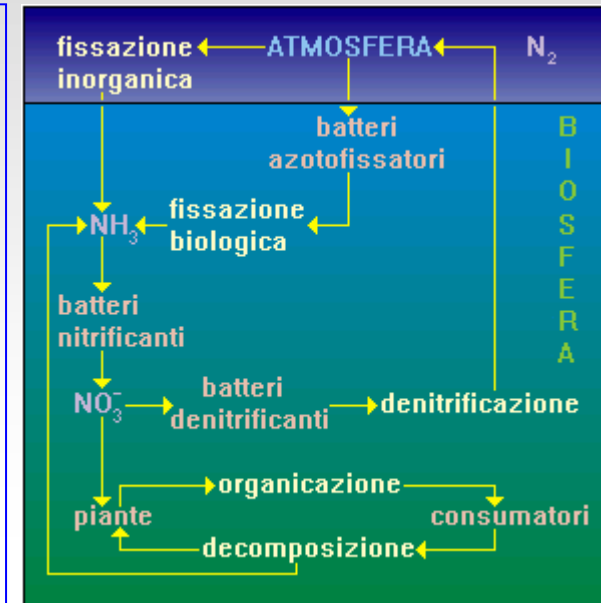 fissazione inorganica
ATMOSFERA
N₂
batteri
azotofissatori
BIOSFERA
fissazione
biologica
NH₃
batteri
nitrificanti
NO₃⁻
batteri
denitrificanti
denitrificazione
organicazione
piante
consumatori
decomposizione